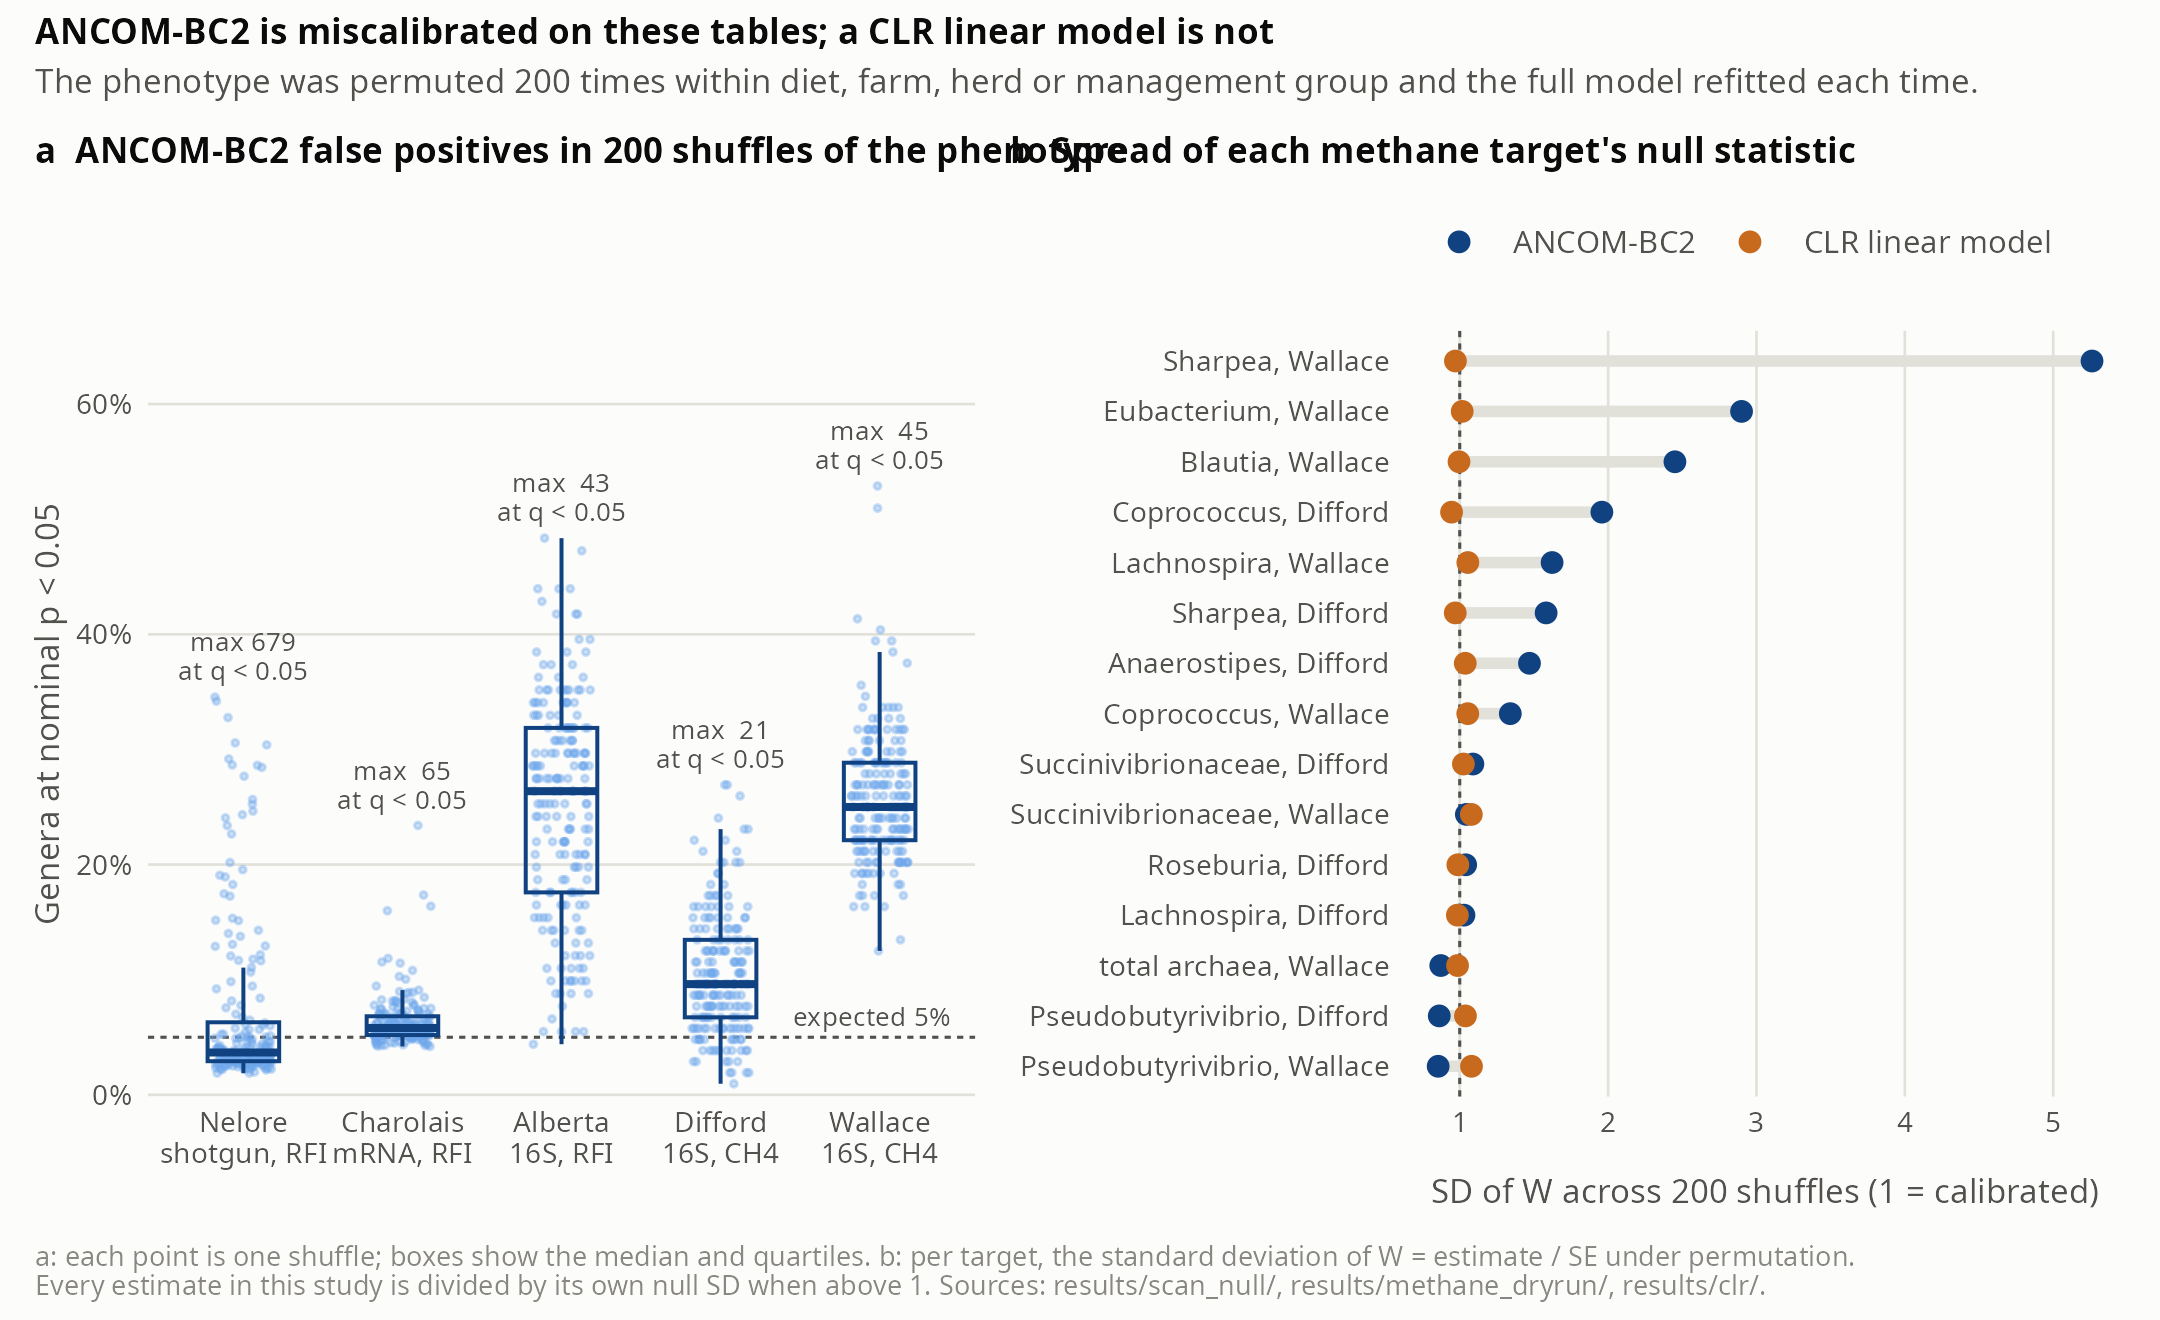 ANCOM-BC2 is miscalibrated on these tables; a CLR linear model is not
The phenotype was permuted 200 times within diet, farm, herd or management group and the full model refitted each time.
a ANCOM-BC2 false positives in 200 shuffles of the phenotype
b Spread of each methane target's null statistic
Genera at nominal p < 0.05
60%
40%
20%
0%
max 679
at q < 0.05
max 65
at q < 0.05
max 43
at q < 0.05
max 21
at q < 0.05
max 45
at q < 0.05
expected 5%
Nelore
shotgun, RFI
Charolais
mRNA, RFI
Alberta
16S, RFI
Difford
16S, CH4
Wallace
16S, CH4
ANCOM-BC2
CLR linear model
Sharpea, Wallace
Eubacterium, Wallace
Blautia, Wallace
Coprococcus, Difford
Lachnospira, Wallace
Sharpea, Difford
Anaerostipes, Difford
Coprococcus, Wallace
Succinivibrionaceae, Difford
Succinivibrionaceae, Wallace
Roseburia, Difford
Lachnospira, Difford
total archaea, Wallace
Pseudobutyrivibrio, Difford
Pseudobutyrivibrio, Wallace
1
2
3
4
5
SD of W across 200 shuffles (1 = calibrated)
a: each point is one shuffle; boxes show the median and quartiles. b: per target, the standard deviation of W = estimate / SE under permutation.
Every estimate in this study is divided by its own null SD when above 1. Sources: results/scan_null/, results/methane_dryrun/, results/clr/.